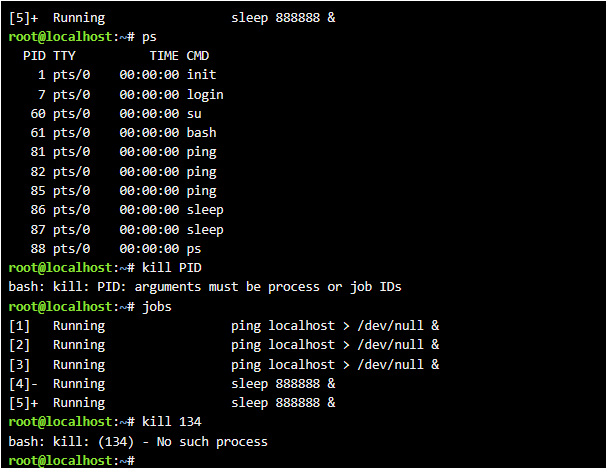 [5]+  Running                 sleep 888888 &
root@localhost:~# ps
  PID TTY          TIME CMD
    1 pts/0    00:00:00 init
    7 pts/0    00:00:00 login
   60 pts/0    00:00:00 su
   61 pts/0    00:00:00 bash
   81 pts/0    00:00:00 ping
   82 pts/0    00:00:00 ping
   85 pts/0    00:00:00 ping
   86 pts/0    00:00:00 sleep
   87 pts/0    00:00:00 sleep
   88 pts/0    00:00:00 ps
root@localhost:~# kill PID
bash: kill: PID: arguments must be process or job IDs
root@localhost:~# jobs
[1]   Running                 ping localhost > /dev/null &
[2]   Running                 ping localhost > /dev/null &
[3]   Running                 ping localhost > /dev/null &
[4]-  Running                 sleep 888888 &
[5]+  Running                 sleep 888888 &
root@localhost:~# kill 134
bash: kill: (134) - No such process
root@localhost:~#